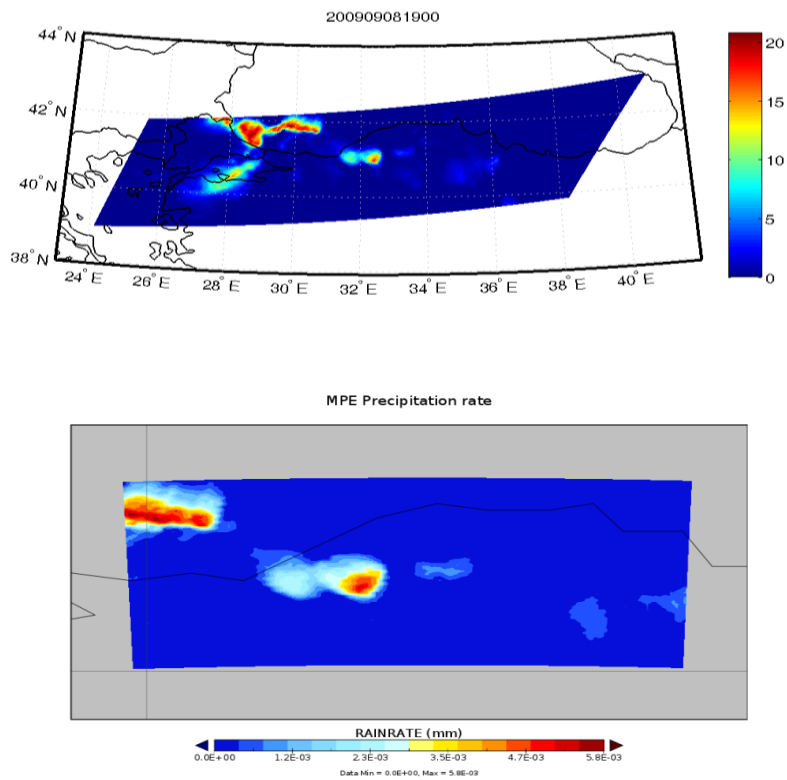 200909081900
44°N
42°N
40°N
38°N
24°E 26°E 28°E 30°E 32°E 34°E 36°E 38°E 40°E
20
15
10
5
0
MPE Precipitation rate
RAINRATE (mm)
0.0E+00 1.2E-03 2.3E-03 3.5E-03 4.7E-03 5.8E-03
Data Min = 0.0E+00, Max = 5.8E-03